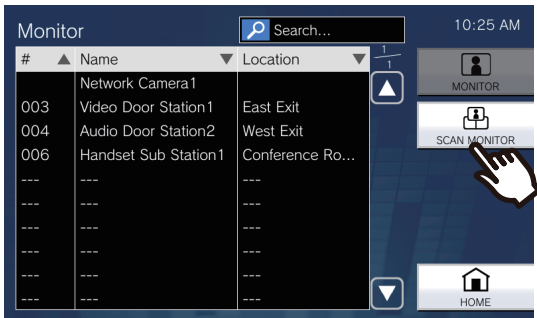 Monitor
Search...
10:25 AM
# Name Location
1
1
Network Camera1
003 Video Door Station1 East Exit
004 Audio Door Station2 West Exit
006 Handset Sub Station1 Conference Ro...
--- --- ---
--- --- ---
--- --- ---
--- --- ---
--- --- ---
--- --- ---
MONITOR
SCAN MONITOR
HOME